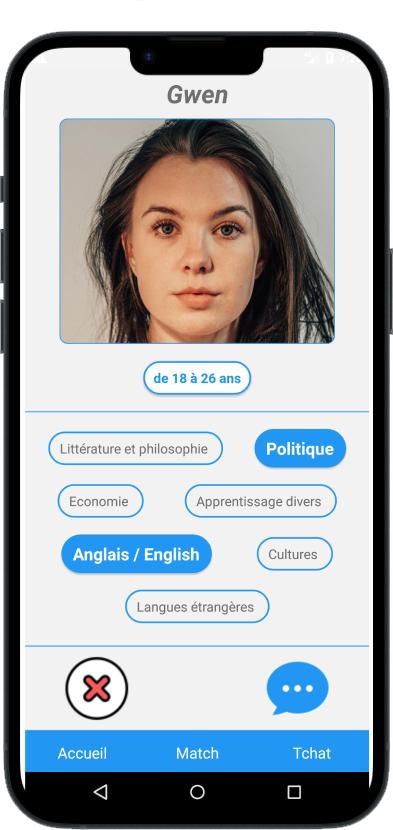 Gwen
de 18 à 26 ans
Littérature et philosophie
Politique
Economie
Apprentissage divers
Anglais / English
Cultures
Langues étrangères
Accueil
Match
Tchat